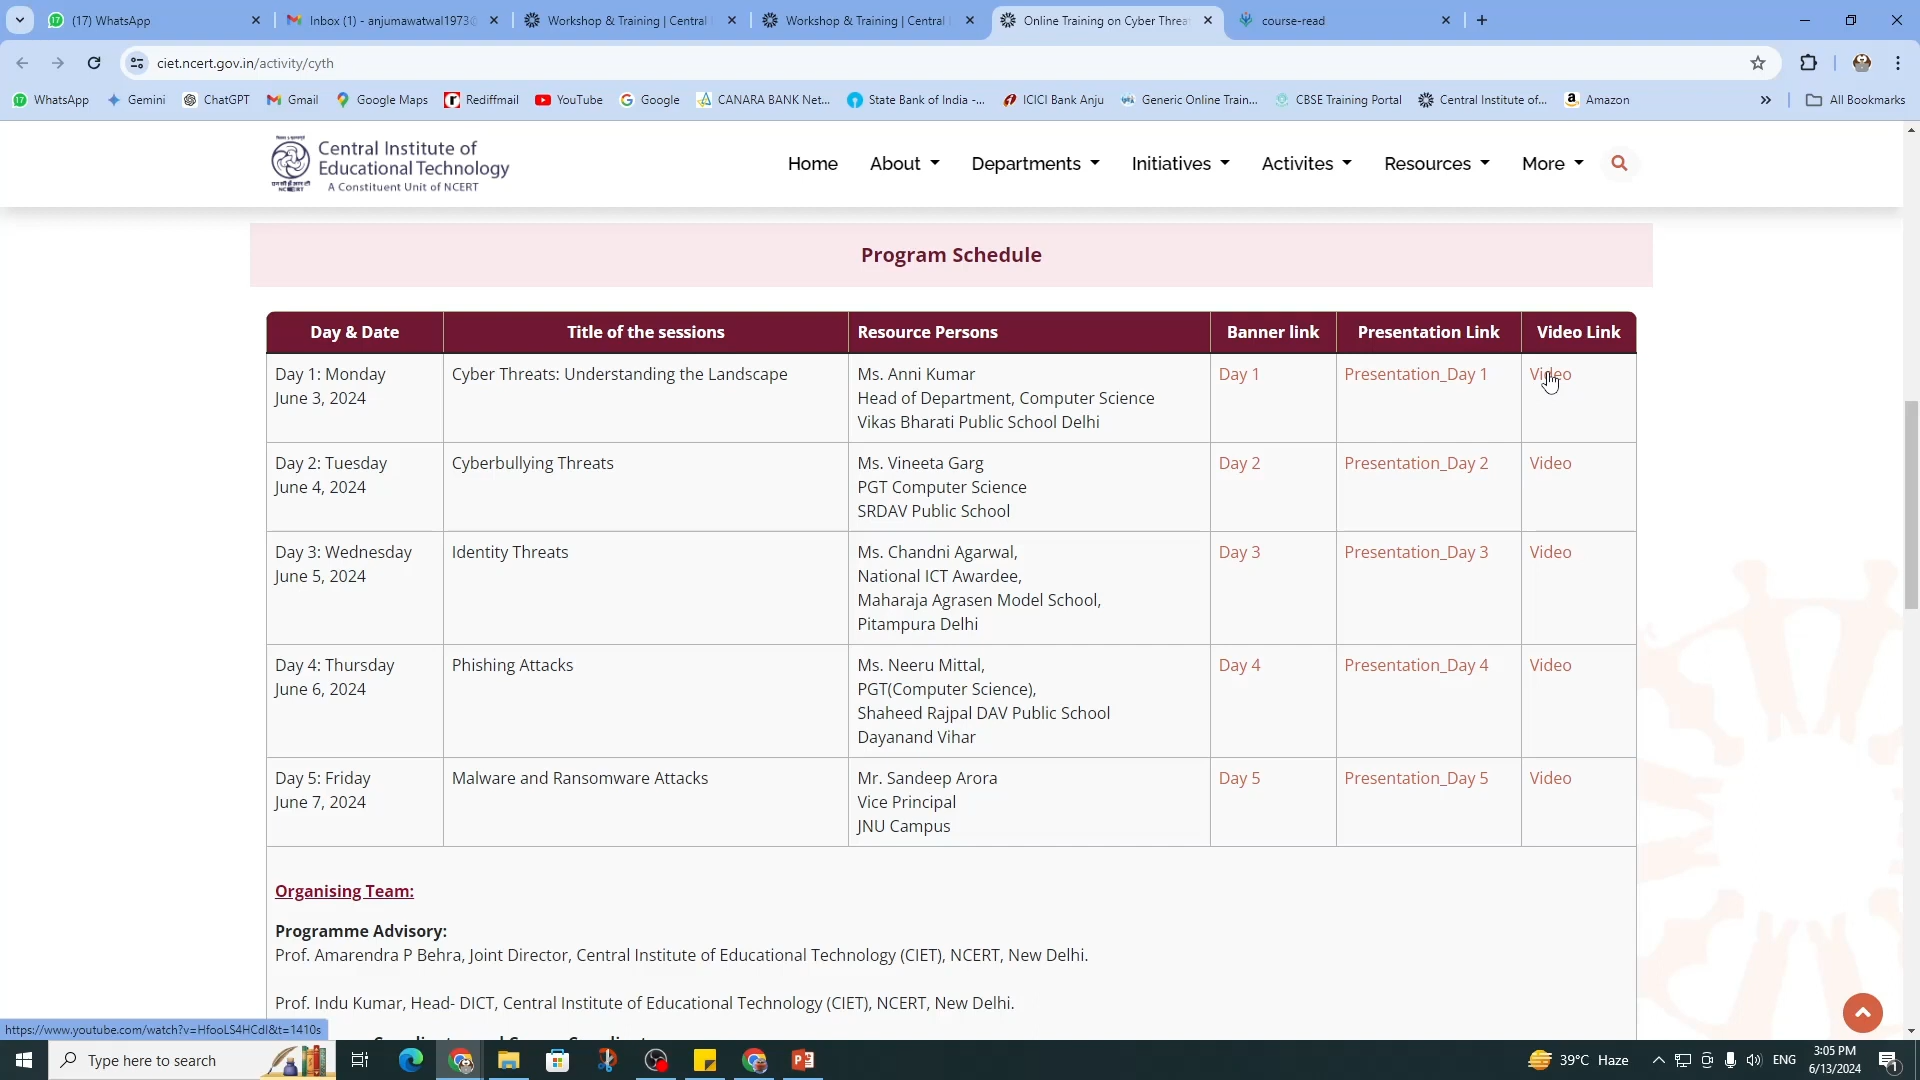 (17) WhatsApp
Inbox (1) - anjumawatwal1973@
Workshop & Training | Central
Workshop & Training | Central
Online Training on Cyber Threa
course-read
ciet.ncert.gov.in/activity/cyth
WhatsApp Gemini ChatGPT Gmail Google Maps Rediffmail YouTube Google CANARA BANK Net... State Bank of India -... ICICI Bank Anju Generic Online Train... CBSE Training Portal Central Institute of... Amazon » All Bookmarks
Central Institute of
Educational Technology
A Constituent Unit of NCERT
Home About Departments Initiatives Activites Resources More
Program Schedule
Day & Date Title of the sessions Resource Persons Banner link Presentation Link Video Link
Day 1: Monday Cyber Threats: Understanding the Landscape Ms. Anni Kumar Day 1 Presentation_Day 1 Video
June 3, 2024 Head of Department, Computer Science
Vikas Bharati Public School Delhi
Day 2: Tuesday Cyberbullying Threats Ms. Vineeta Garg Day 2 Presentation_Day 2 Video
June 4, 2024 PGT Computer Science
SRDAV Public School
Day 3: Wednesday Identity Threats Ms. Chandni Agarwal, Day 3 Presentation_Day 3 Video
June 5, 2024 National ICT Awardee,
Maharaja Agrasen Model School,
Pitampura Delhi
Day 4: Thursday Phishing Attacks Ms. Neeru Mittal, Day 4 Presentation_Day 4 Video
June 6, 2024 PGT(Computer Science),
Shaheed Rajpal DAV Public School
Dayanand Vihar
Day 5: Friday Malware and Ransomware Attacks Mr. Sandeep Arora Day 5 Presentation_Day 5 Video
June 7, 2024 Vice Principal
JNU Campus
Organising Team:
Programme Advisory:
Prof. Amarendra P Behra, Joint Director, Central Institute of Educational Technology (CIET), NCERT, New Delhi.
Prof. Indu Kumar, Head- DICT, Central Institute of Educational Technology (CIET), NCERT, New Delhi.
https://www.youtube.com/watch?v=HfooLS4HCdI&t=1410s
Type here to search
39°C Haze
ENG
3:05 PM
6/13/2024
1